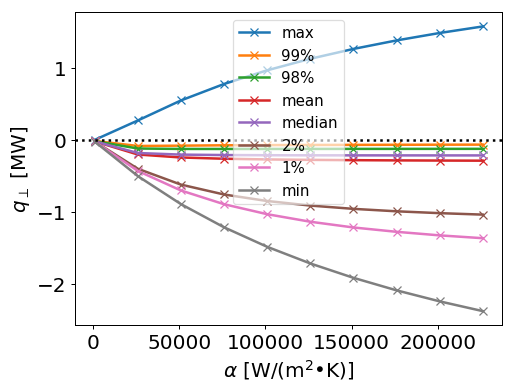 max
99%
98%
mean
median
2%
1%
min
1
0
−1
−2
q⊥ [MW]
0 50000 100000 150000 200000
α [W/(m²•K)]